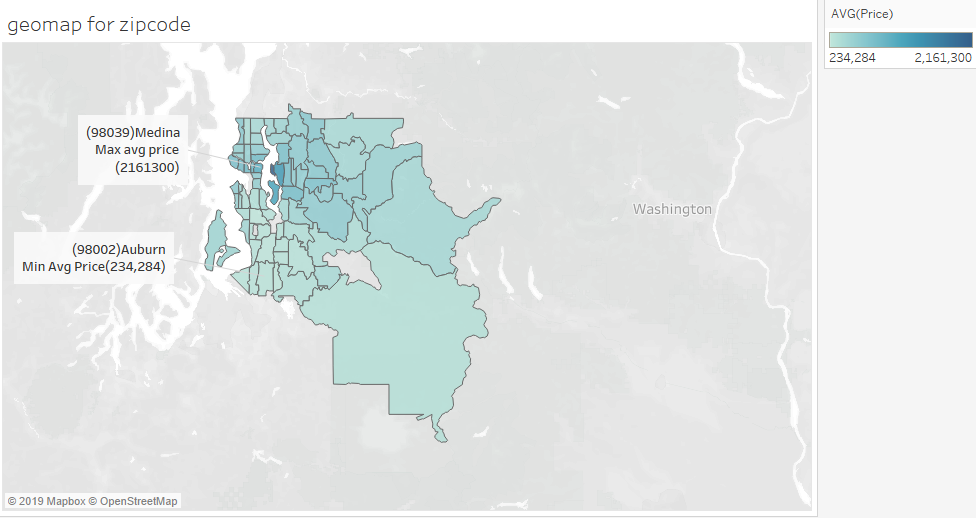 geomap for zipcode
AVG(Price)
234,284 2,161,300
(98039)Medina
Max avg price
(2161300)
Washington
(98002)Auburn
Min Avg Price(234,284)
© 2019 Mapbox © OpenStreetMap